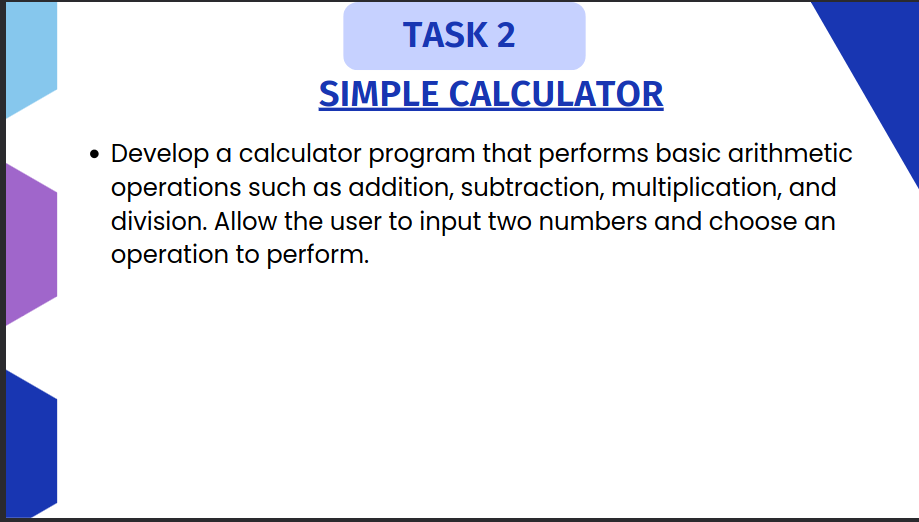 TASK 2
SIMPLE CALCULATOR
• Develop a calculator program that performs basic arithmetic
operations such as addition, subtraction, multiplication, and
division. Allow the user to input two numbers and choose an
operation to perform.